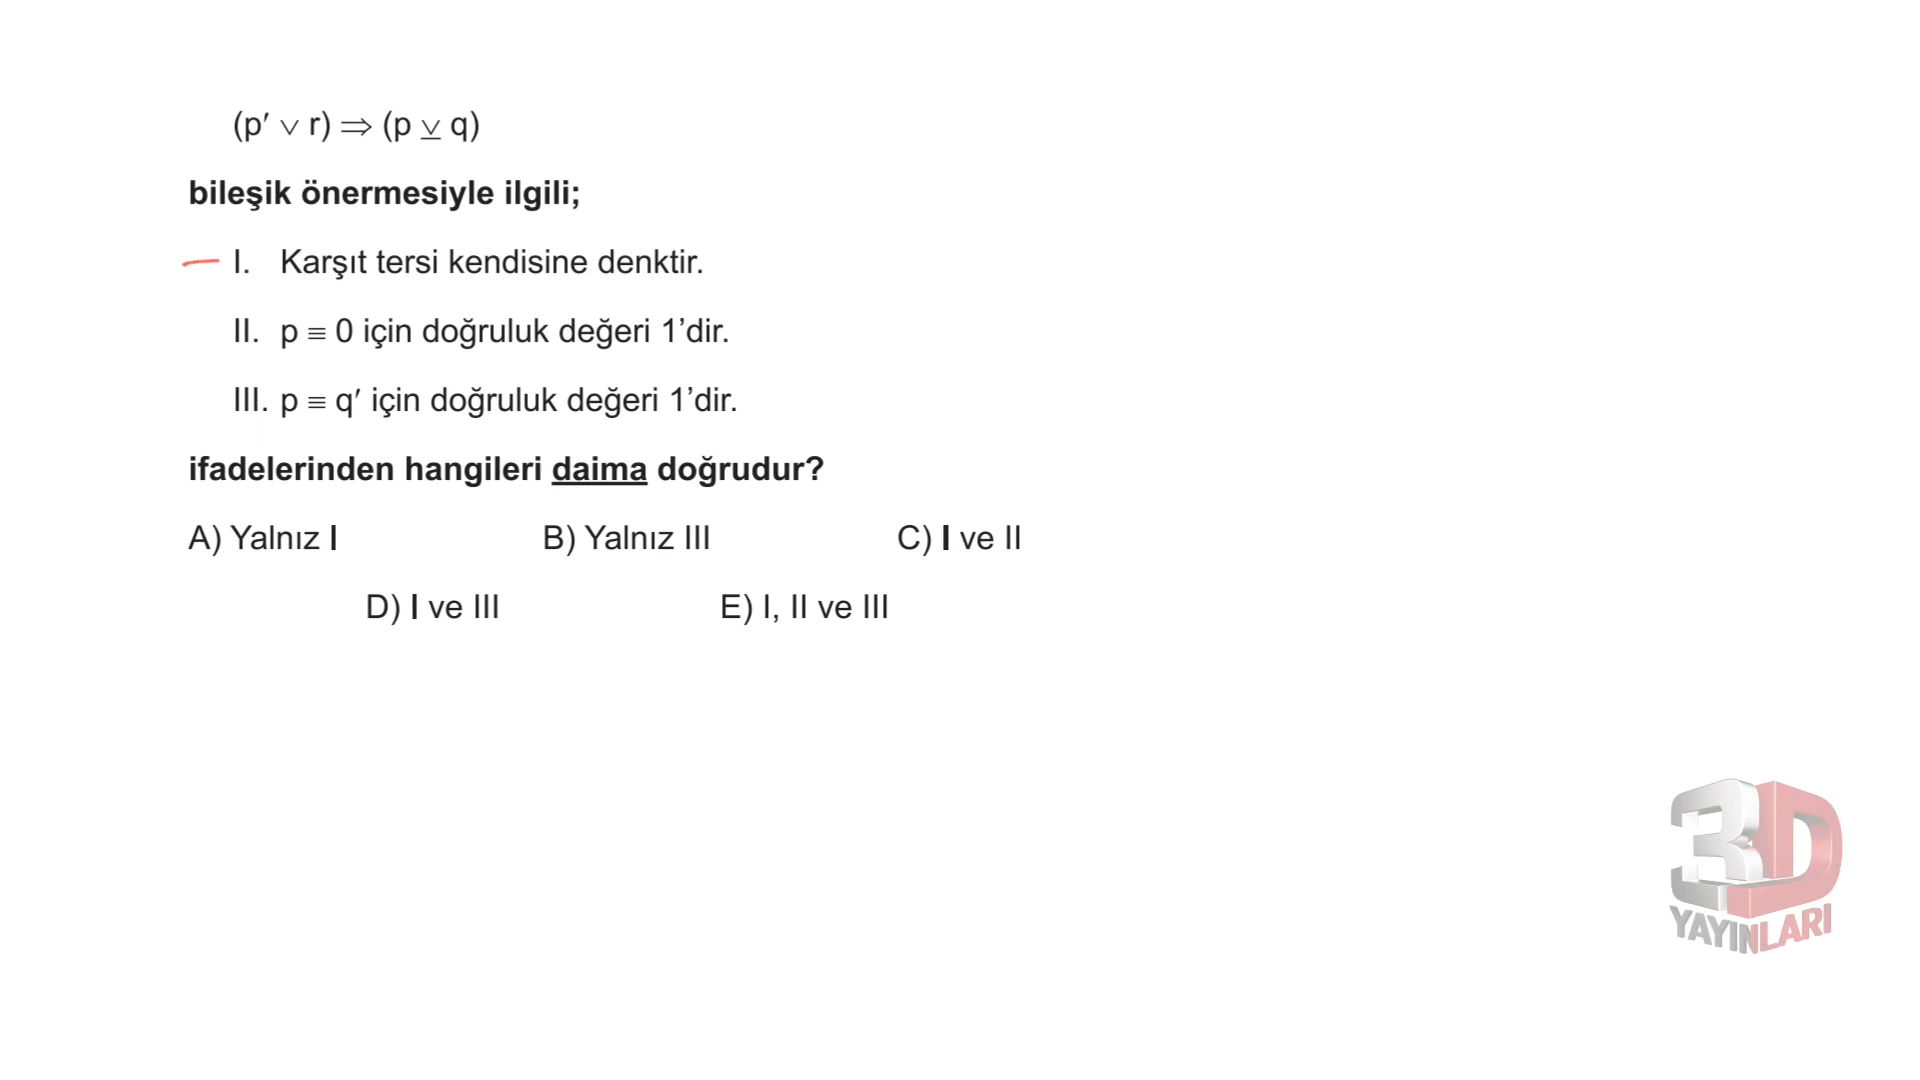 (p′ ∨ r) ⇒ (p ⊻ q)
bileşik önermesiyle ilgili;
I. Karşıt tersi kendisine denktir.
II. p ≡ 0 için doğruluk değeri 1’dir.
III. p ≡ q′ için doğruluk değeri 1’dir.
ifadelerinden hangileri daima doğrudur?
A) Yalnız I B) Yalnız III C) I ve II
D) I ve III E) I, II ve III
3D
YAYINLARI